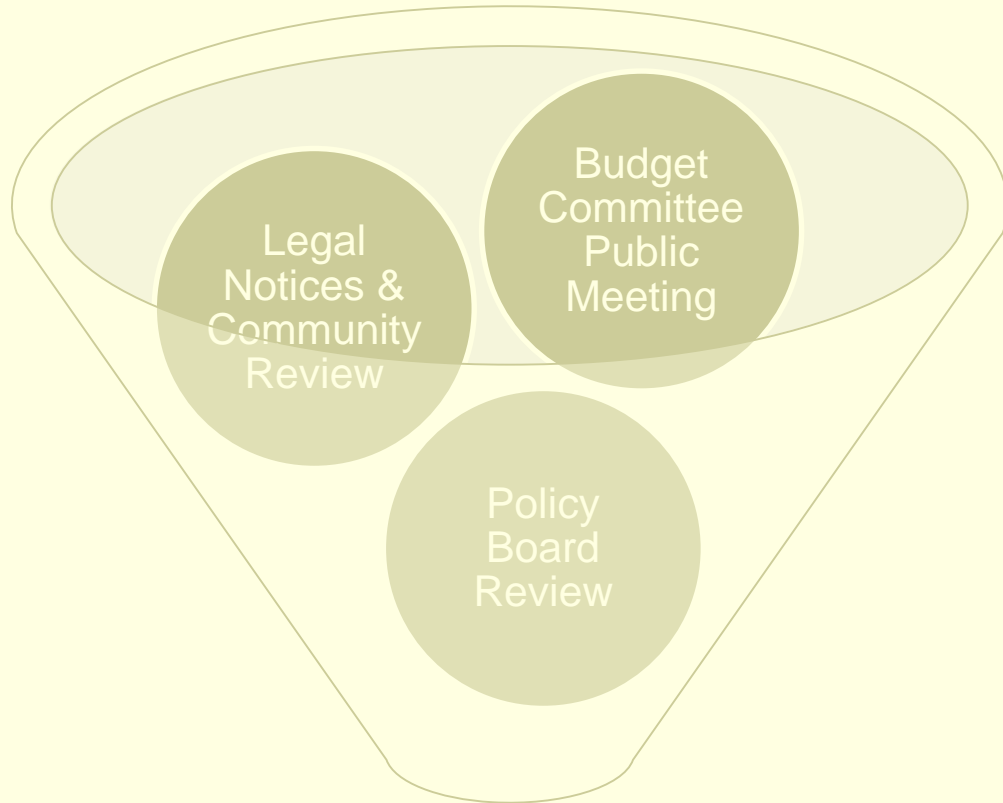 Legal
Notices &
Community
Review
Budget
Committee
Public
Meeting
Policy
Board
Review